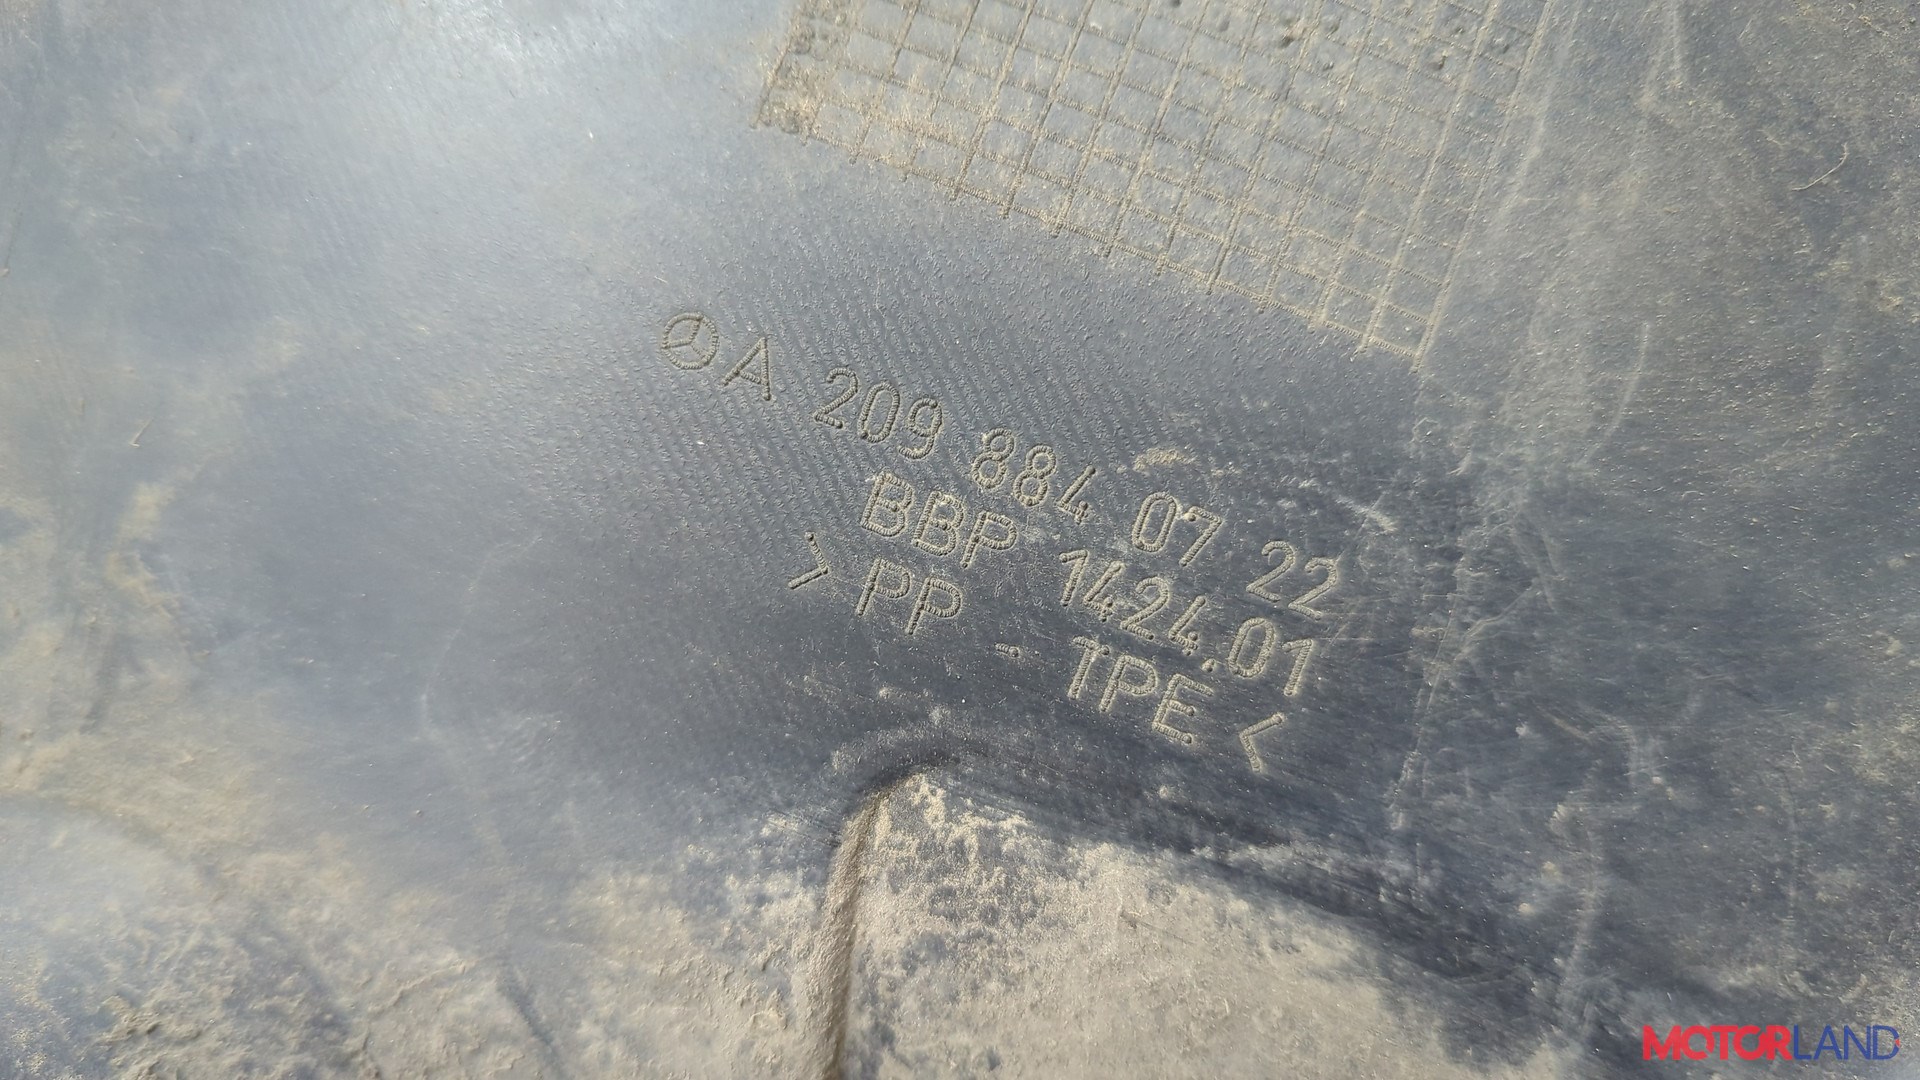 A 209 884 07 22
BBP 1424.01
> PP - TPE <
MOTORLAND